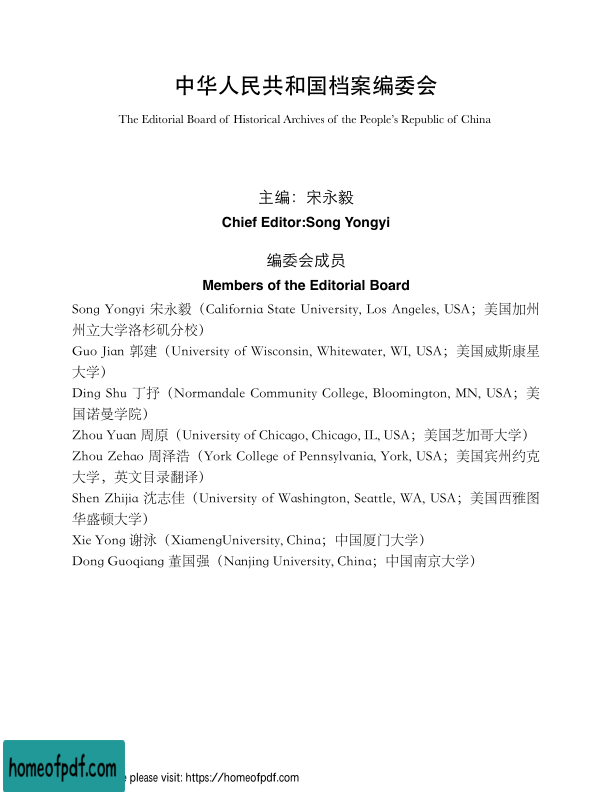 中华人民共和国档案编委会
The Editorial Board of Historical Archives of the People's Republic of China
主编：宋永毅
Chief Editor:Song Yongyi
编委会成员
Members of the Editorial Board
Song Yongyi 宋永毅（California State University, Los Angeles, USA；美国加州
州立大学洛杉矶分校）
Guo Jian 郭建（University of Wisconsin, Whitewater, WI, USA；美国威斯康星
大学）
Ding Shu 丁抒（Normandale Community College, Bloomington, MN, USA；美
国诺曼学院）
Zhou Yuan 周原（University of Chicago, Chicago, IL, USA；美国芝加哥大学）
Zhou Zehao 周泽浩（York College of Pennsylvania, York, USA；美国宾州约克
大学，英文目录翻译）
Shen Zhijia 沈志佳（University of Washington, Seattle, WA, USA；美国西雅图
华盛顿大学）
Xie Yong 谢泳（XiamengUniversity, China；中国厦门大学）
Dong Guoqiang 董国强（Nanjing University, China；中国南京大学）
homeofpdf.com
please visit: https://homeofpdf.com